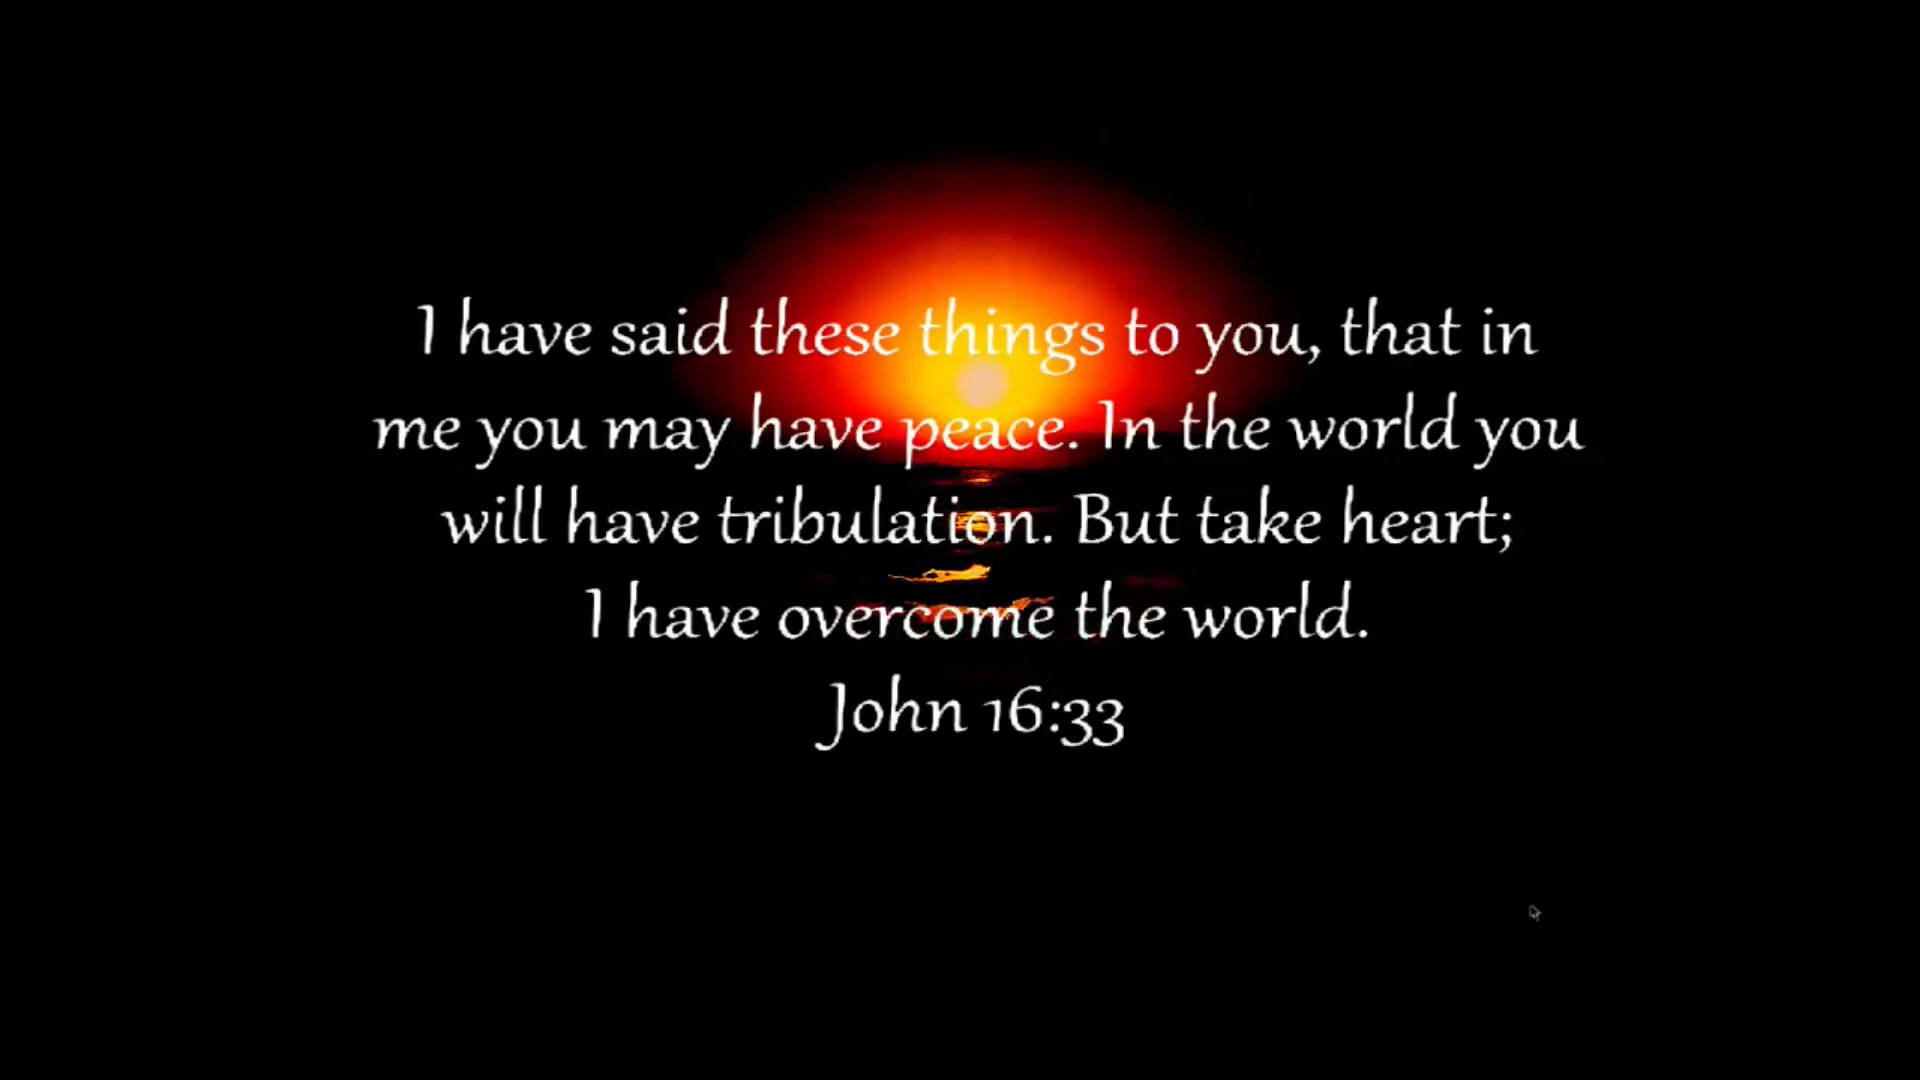 I have said these things to you, that in
me you may have peace. In the world you
will have tribulation. But take heart;
I have overcome the world.
John 16:33